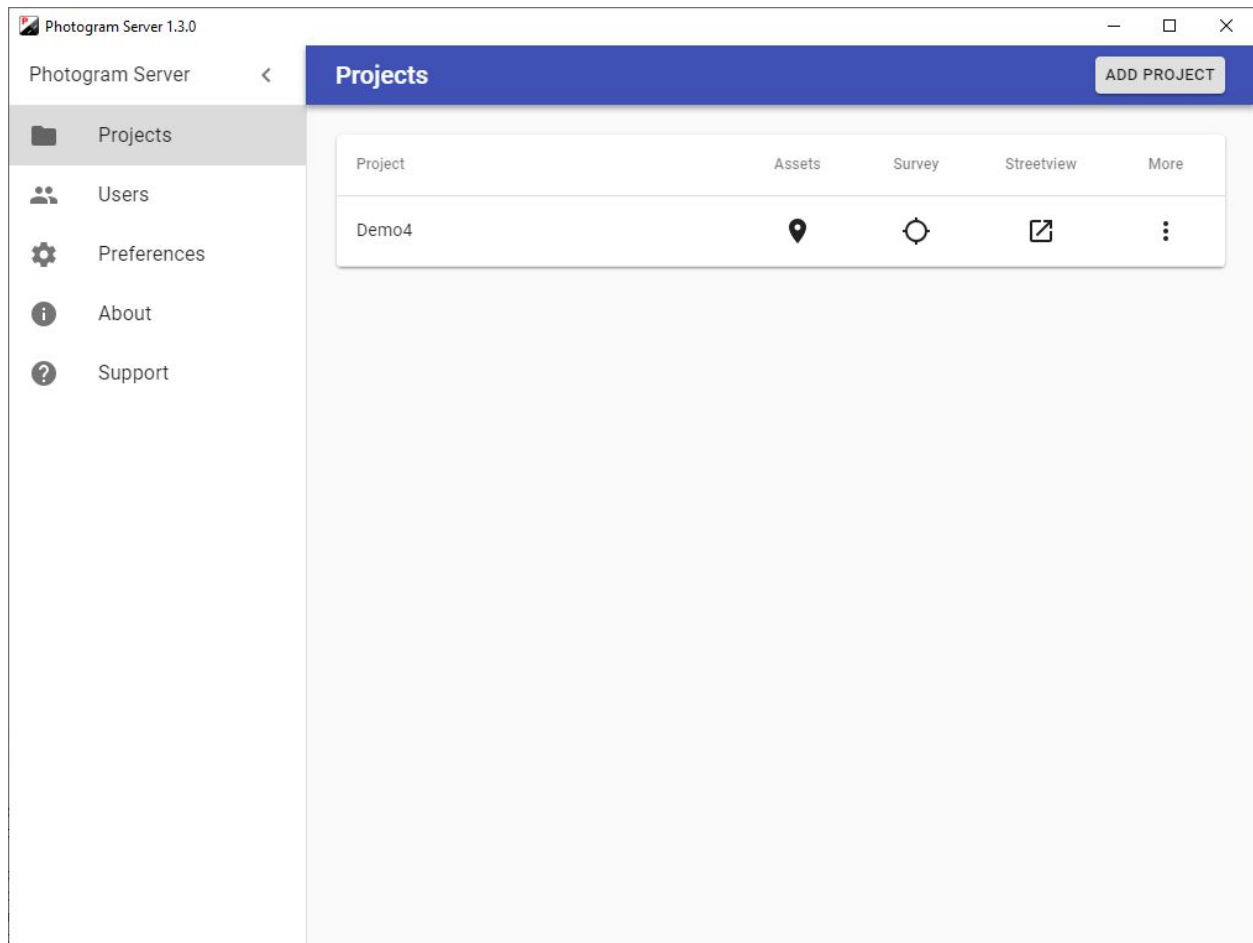 Photogram Server 1.3.0
Photogram Server
Projects
ADD PROJECT
Projects
Users
Preferences
About
Support
Project Assets Survey Streetview More
Demo4